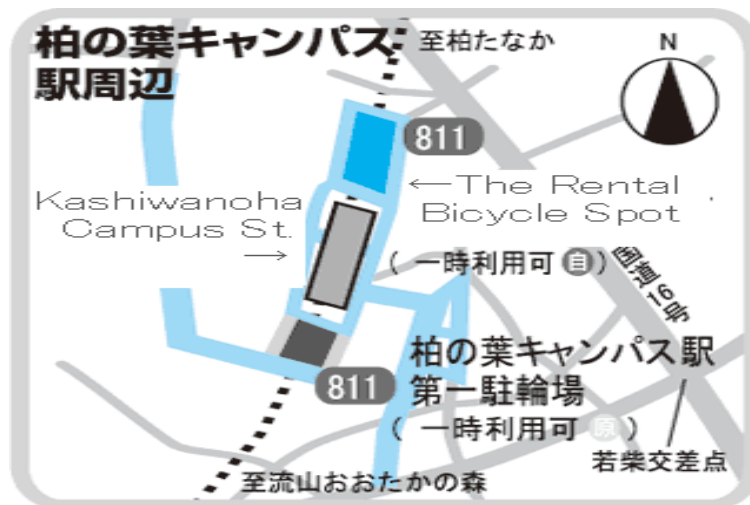 柏の葉キャンパス
駅周辺
至柏たなか
N
811
←The Rental
Bicycle Spot
Kashiwanoha
Campus St.
→
(一時利用可 自)
国道16号
柏の葉キャンパス駅
第一駐輪場
811
(一時利用可 原)
若柴交差点
至流山おおたかの森